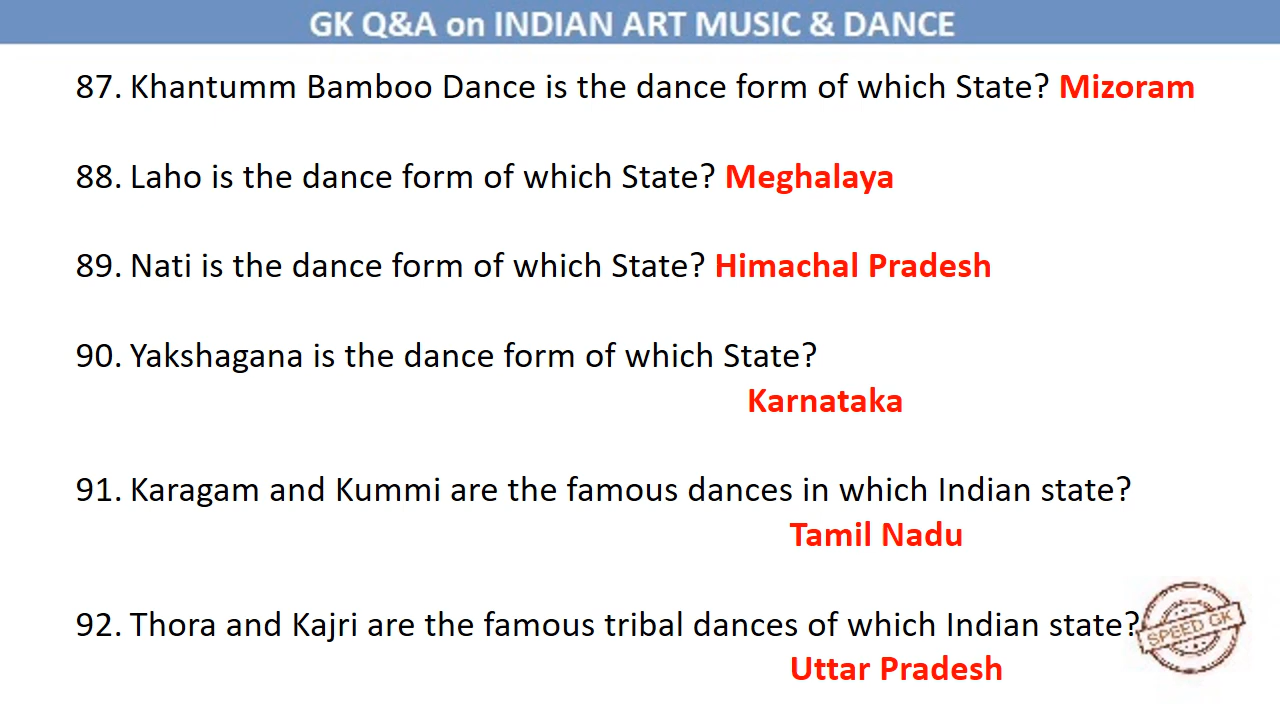 GK Q&A on INDIAN ART MUSIC & DANCE
87. Khantumm Bamboo Dance is the dance form of which State? Mizoram
88. Laho is the dance form of which State? Meghalaya
89. Nati is the dance form of which State? Himachal Pradesh
90. Yakshagana is the dance form of which State?
Karnataka
91. Karagam and Kummi are the famous dances in which Indian state?
Tamil Nadu
92. Thora and Kajri are the famous tribal dances of which Indian state?
SPEED GK
Uttar Pradesh